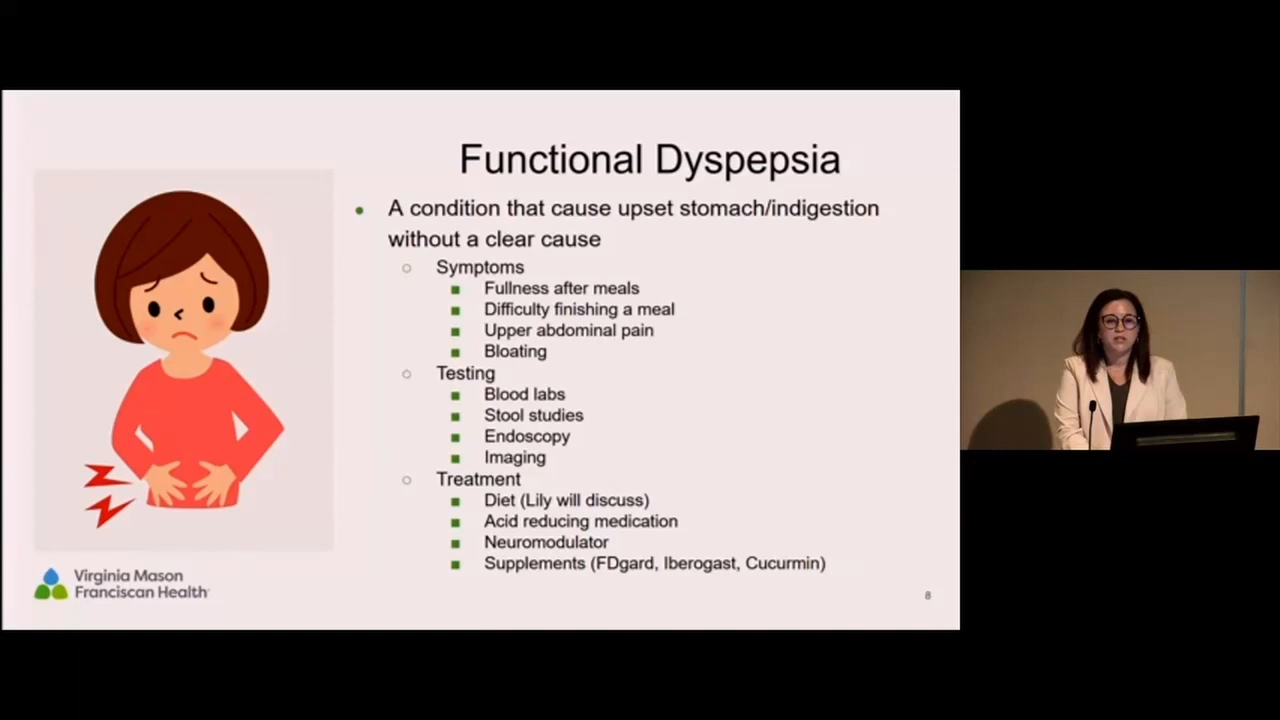 Functional Dyspepsia
• A condition that cause upset stomach/indigestion
without a clear cause
○ Symptoms
■ Fullness after meals
■ Difficulty finishing a meal
■ Upper abdominal pain
■ Bloating
○ Testing
■ Blood labs
■ Stool studies
■ Endoscopy
■ Imaging
○ Treatment
■ Diet (Lily will discuss)
■ Acid reducing medication
■ Neuromodulator
■ Supplements (FDgard, Iberogast, Cucurmin)
Virginia Mason
Franciscan Health
8